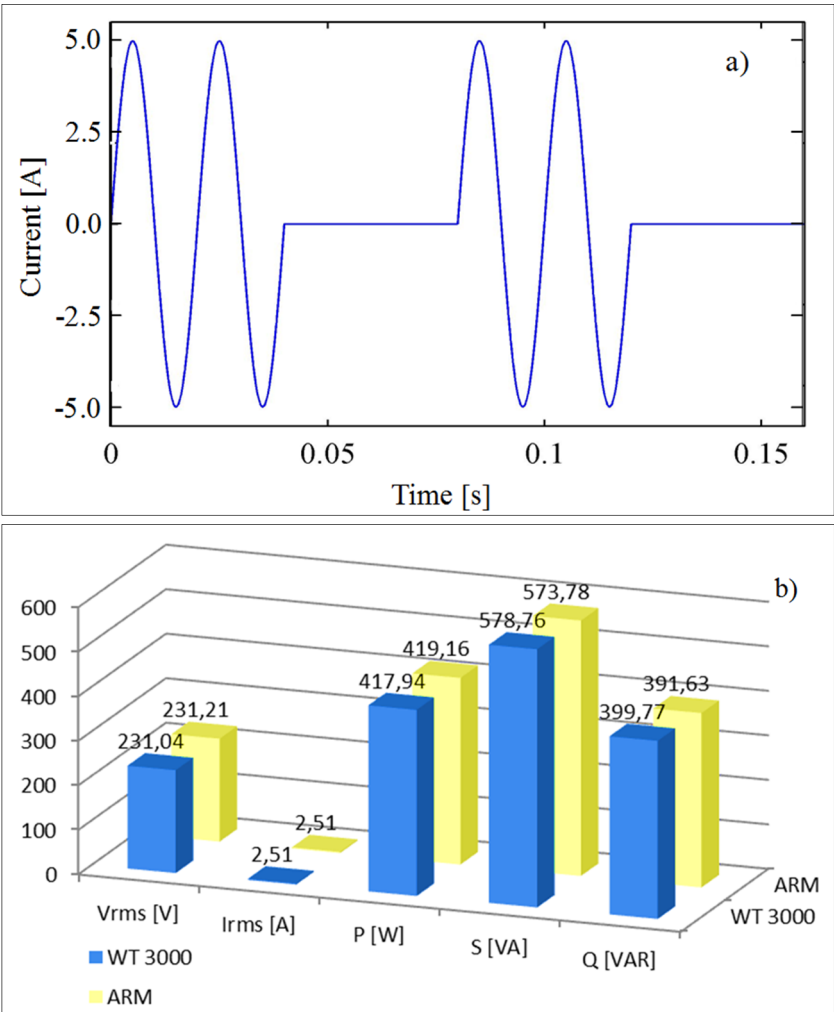 a)
Current [A]
5.0
2.5
0.0
-2.5
-5.0
0 0.05 0.1 0.15
Time [s]
b)
600
500
400
300
200
100
0
231,04
231,21
2,51
2,51
417,94
419,16
578,76
573,78
399,77
391,63
Vrms [V]
Irms [A]
P [W]
S [VA]
Q [VAR]
ARM
WT 3000
WT 3000
ARM